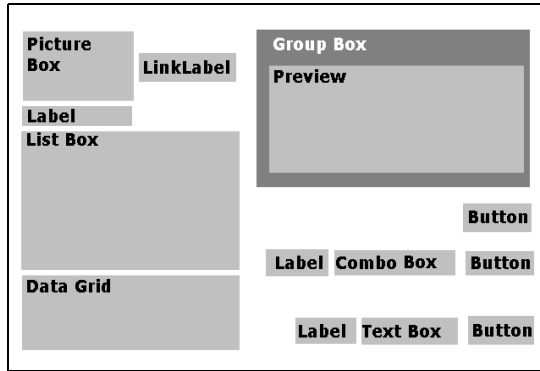 Picture
Box
LinkLabel
Label
List Box
Data Grid
Group Box
Preview
Button
Label Combo Box Button
Label Text Box Button